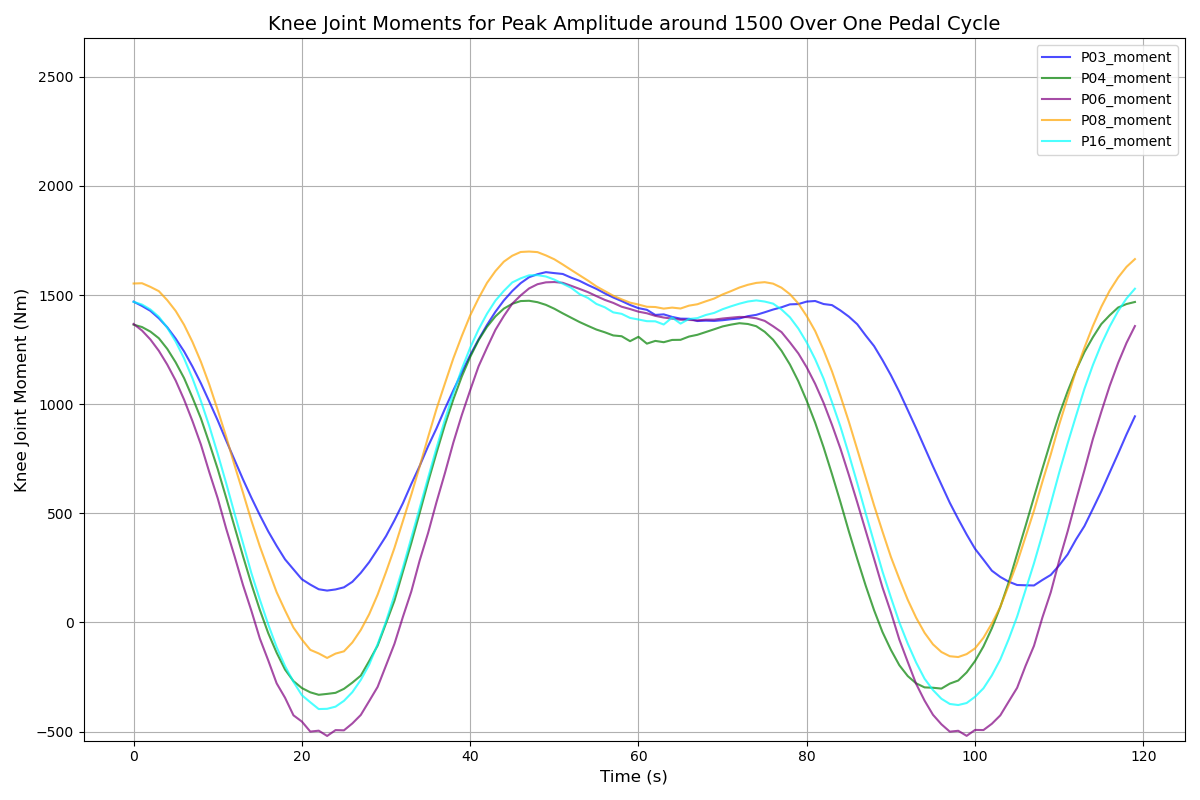 Knee Joint Moments for Peak Amplitude around 1500 Over One Pedal Cycle
Knee Joint Moment (Nm)
2500
2000
1500
1000
500
0
−500
P03_moment
P04_moment
P06_moment
P08_moment
P16_moment
0 20 40 60 80 100 120
Time (s)